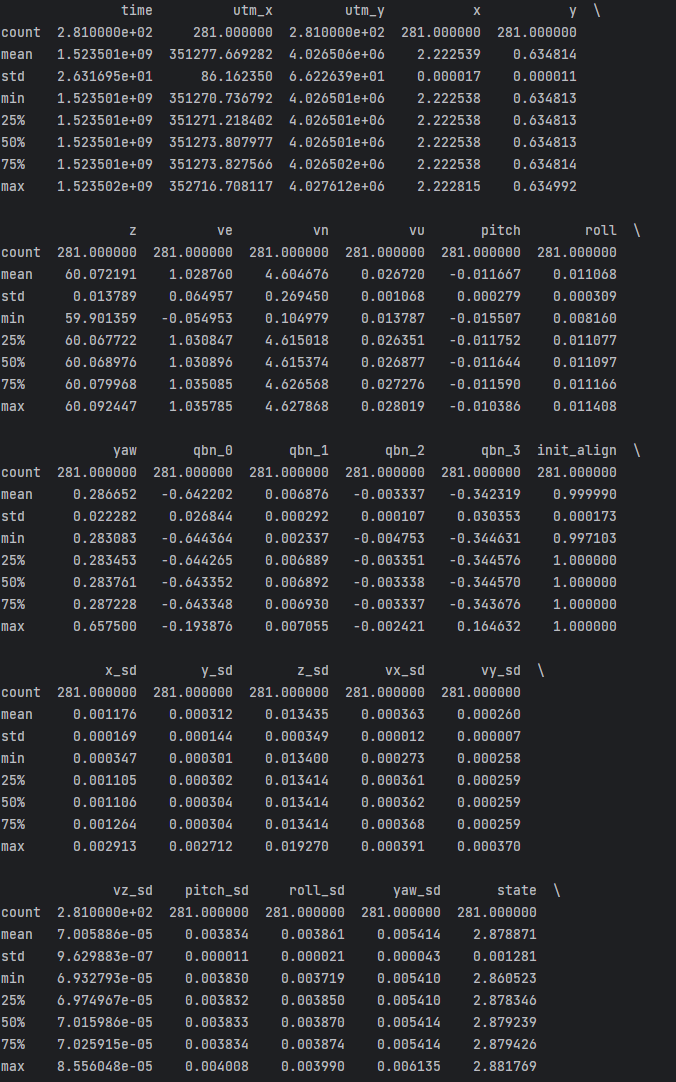 time utm_x utm_y x y \
count 2.810000e+02 281.000000 2.810000e+02 281.000000 281.000000
mean 1.523501e+09 351277.669282 4.026506e+06 2.222539 0.634814
std 2.631695e+01 86.162350 6.622639e+01 0.000017 0.000011
min 1.523501e+09 351270.736792 4.026501e+06 2.222538 0.634813
25% 1.523501e+09 351271.218402 4.026501e+06 2.222538 0.634813
50% 1.523501e+09 351273.807977 4.026501e+06 2.222538 0.634813
75% 1.523501e+09 351273.827566 4.026502e+06 2.222538 0.634814
max 1.523502e+09 352716.708117 4.027612e+06 2.222815 0.634992
z ve vn vu pitch roll \
count 281.000000 281.000000 281.000000 281.000000 281.000000 281.000000
mean 60.072191 1.028760 4.604676 0.026720 -0.011667 0.011068
std 0.013789 0.064957 0.269450 0.001068 0.000279 0.000309
min 59.901359 -0.054953 0.104979 0.013787 -0.015507 0.008160
25% 60.067722 1.030847 4.615018 0.026351 -0.011752 0.011077
50% 60.068976 1.030896 4.615374 0.026877 -0.011644 0.011097
75% 60.079968 1.035085 4.626568 0.027276 -0.011590 0.011166
max 60.092447 1.035785 4.627868 0.028019 -0.010386 0.011408
yaw qbn_0 qbn_1 qbn_2 qbn_3 init_align \
count 281.000000 281.000000 281.000000 281.000000 281.000000 281.000000
mean 0.286652 -0.642202 0.006876 -0.003337 -0.342319 0.999990
std 0.022282 0.026844 0.000292 0.000107 0.030353 0.000173
min 0.283083 -0.644364 0.002337 -0.004753 -0.344631 0.997103
25% 0.283453 -0.644265 0.006889 -0.003351 -0.344576 1.000000
50% 0.283761 -0.643352 0.006892 -0.003338 -0.344570 1.000000
75% 0.287228 -0.643348 0.006930 -0.003337 -0.343676 1.000000
max 0.657500 -0.193876 0.007055 -0.002421 0.164632 1.000000
x_sd y_sd z_sd vx_sd vy_sd \
count 281.000000 281.000000 281.000000 281.000000 281.000000
mean 0.001176 0.000312 0.013435 0.000363 0.000260
std 0.000169 0.000144 0.000349 0.000012 0.000007
min 0.000347 0.000301 0.013400 0.000273 0.000258
25% 0.001105 0.000302 0.013414 0.000361 0.000259
50% 0.001106 0.000304 0.013414 0.000362 0.000259
75% 0.001264 0.000304 0.013414 0.000368 0.000259
max 0.002913 0.002712 0.019270 0.000391 0.000370
vz_sd pitch_sd roll_sd yaw_sd state \
count 2.810000e+02 281.000000 281.000000 281.000000 281.000000
mean 7.005886e-05 0.003834 0.003861 0.005414 2.878871
std 9.629883e-07 0.000011 0.000021 0.000043 0.001281
min 6.932793e-05 0.003830 0.003719 0.005410 2.860523
25% 6.974967e-05 0.003832 0.003850 0.005410 2.878346
50% 7.015986e-05 0.003833 0.003870 0.005414 2.879239
75% 7.025915e-05 0.003834 0.003874 0.005414 2.879426
max 8.556048e-05 0.004008 0.003990 0.006135 2.881769